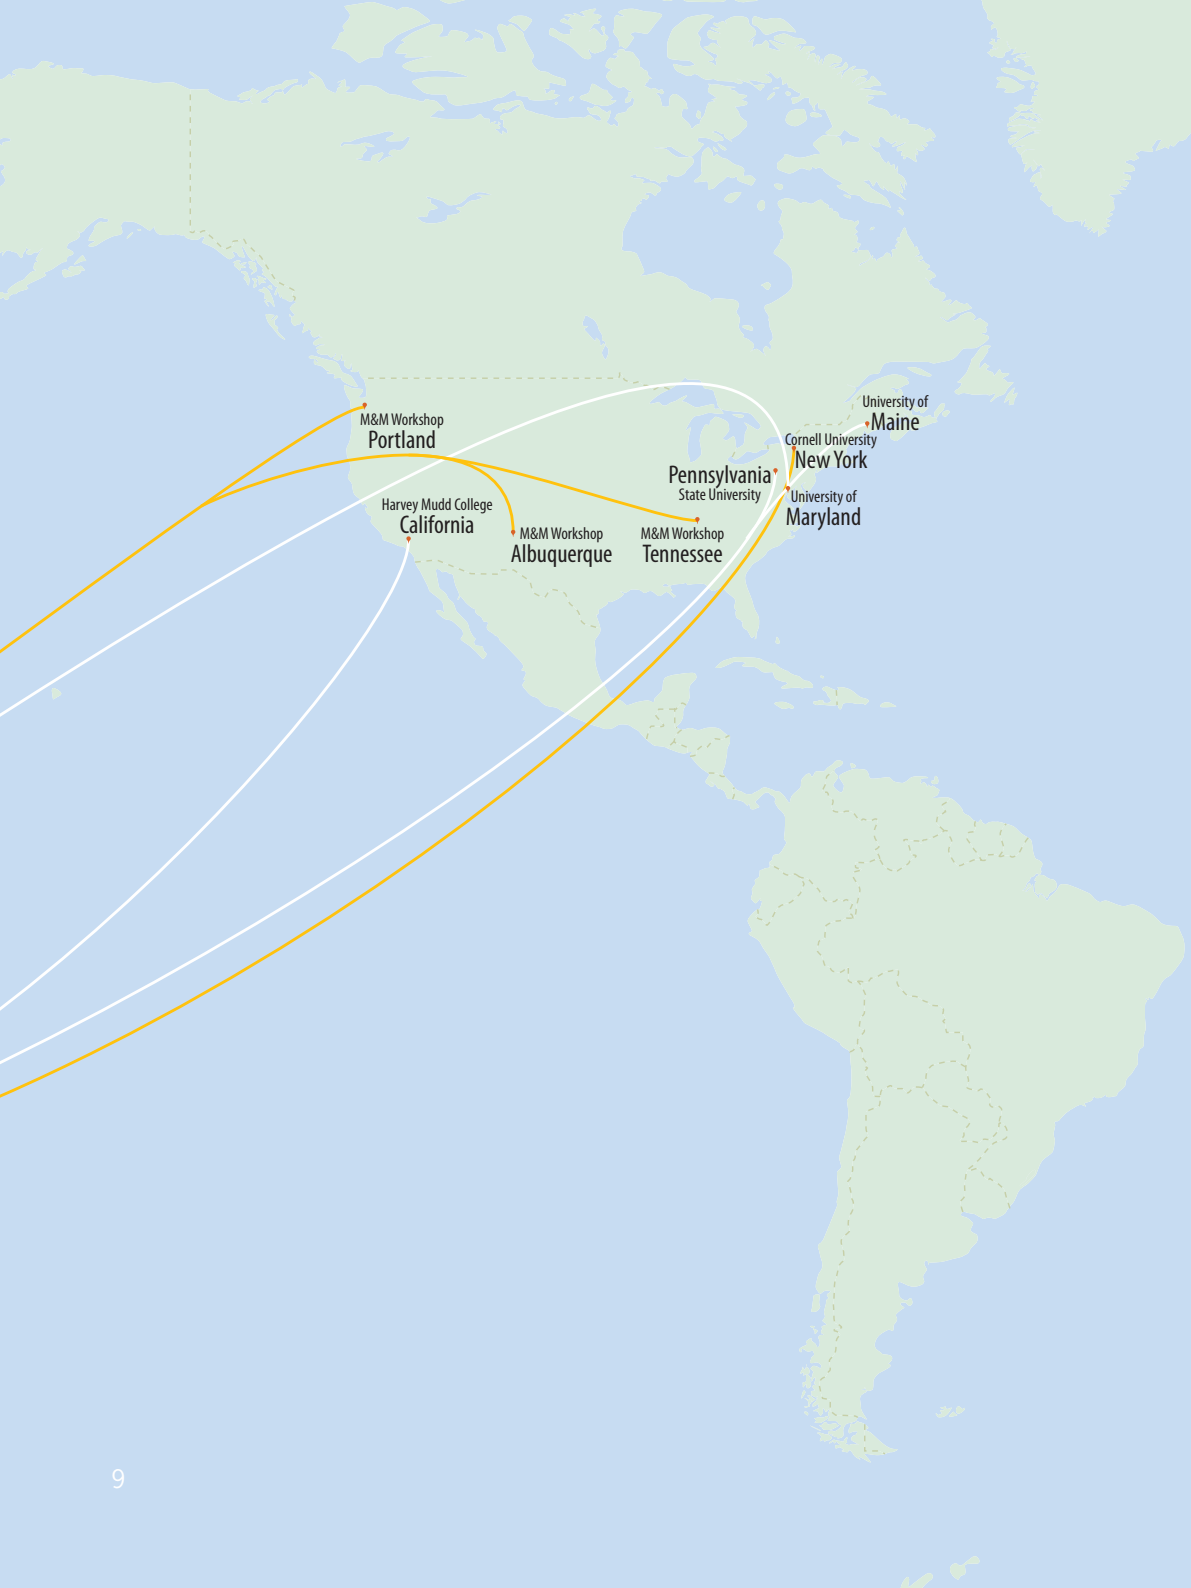 University of
Maine
M&M Workshop
Portland
Cornell University
New York
Pennsylvania
State University
University of
Maryland
Harvey Mudd College
California
M&M Workshop
Albuquerque
M&M Workshop
Tennessee
9